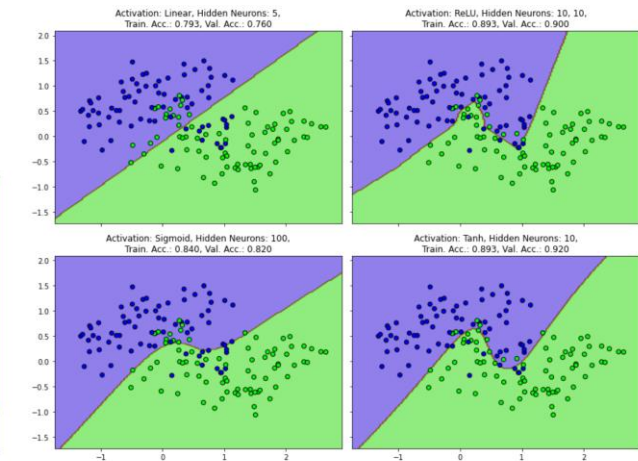 Activation: Linear, Hidden Neurons: 5,
Train. Acc.: 0.793, Val. Acc.: 0.760
2.0
1.5
1.0
0.5
0.0
−0.5
−1.0
−1.5
Activation: ReLU, Hidden Neurons: 10, 10,
Train. Acc.: 0.893, Val. Acc.: 0.900
Activation: Sigmoid, Hidden Neurons: 100,
Train. Acc.: 0.840, Val. Acc.: 0.820
2.0
1.5
1.0
0.5
0.0
−0.5
−1.0
−1.5
−1 0 1 2
Activation: Tanh, Hidden Neurons: 10,
Train. Acc.: 0.893, Val. Acc.: 0.920
−1 0 1 2